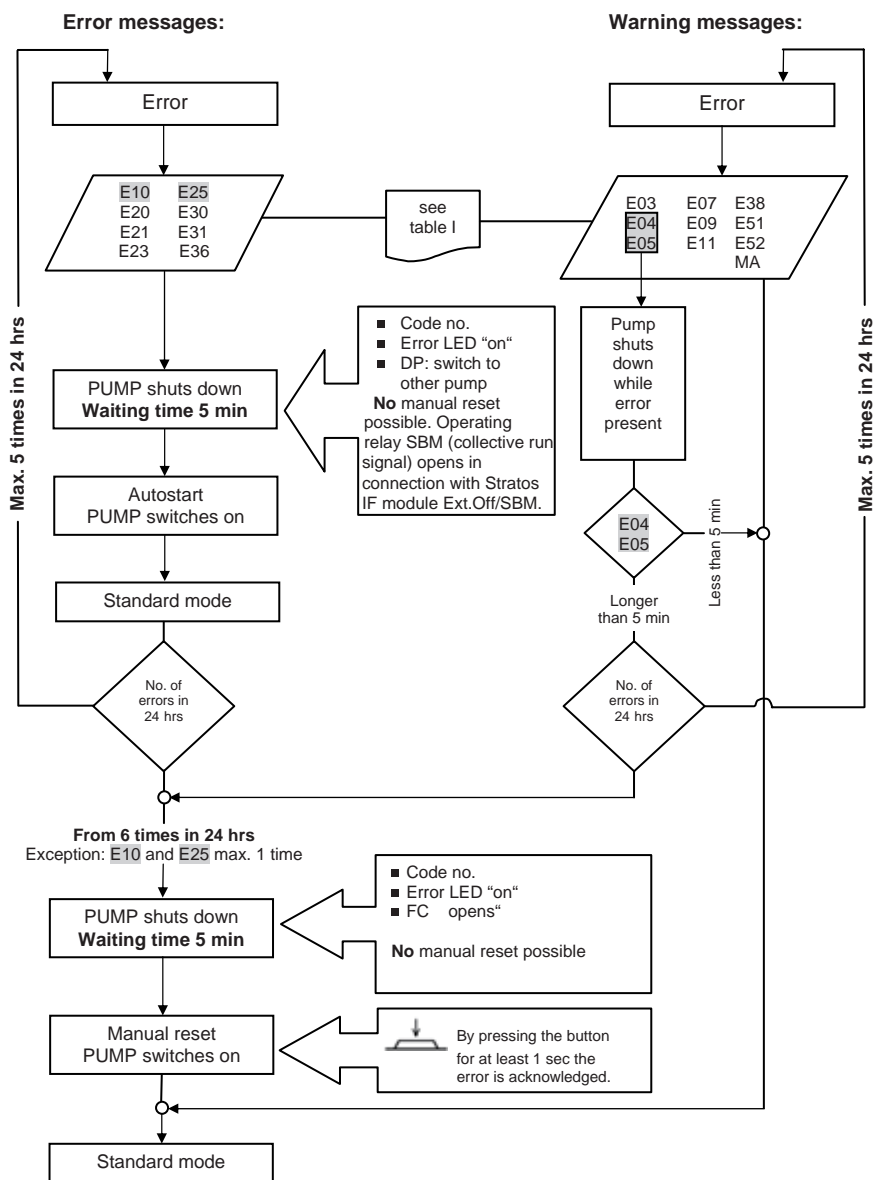 Error messages:
Warning messages:
Error
Error
E10 E25
E20 E30
E21 E31
E23 E36
see
table I
E03 E07 E38
E04 E09 E51
E05 E11 E52
MA
Max. 5 times in 24 hrs
■ Code no.
■ Error LED "on“
■ DP: switch to
other pump
No manual reset
possible. Operating
relay SBM (collective run
signal) opens in
connection with Stratos
IF module Ext.Off/SBM.
PUMP shuts down
Waiting time 5 min
Autostart
PUMP switches on
Standard mode
No. of
errors in
24 hrs
Pump
shuts
down
while
error
present
E04
E05
Less than 5 min
Longer
than 5 min
No. of
errors in
24 hrs
Max. 5 times in 24 hrs
From 6 times in 24 hrs
Exception: E10 and E25 max. 1 time
PUMP shuts down
Waiting time 5 min
■ Code no.
■ Error LED "on“
■ FC opens“
No manual reset possible
Manual reset
PUMP switches on
By pressing the button
for at least 1 sec the
error is acknowledged.
Standard mode